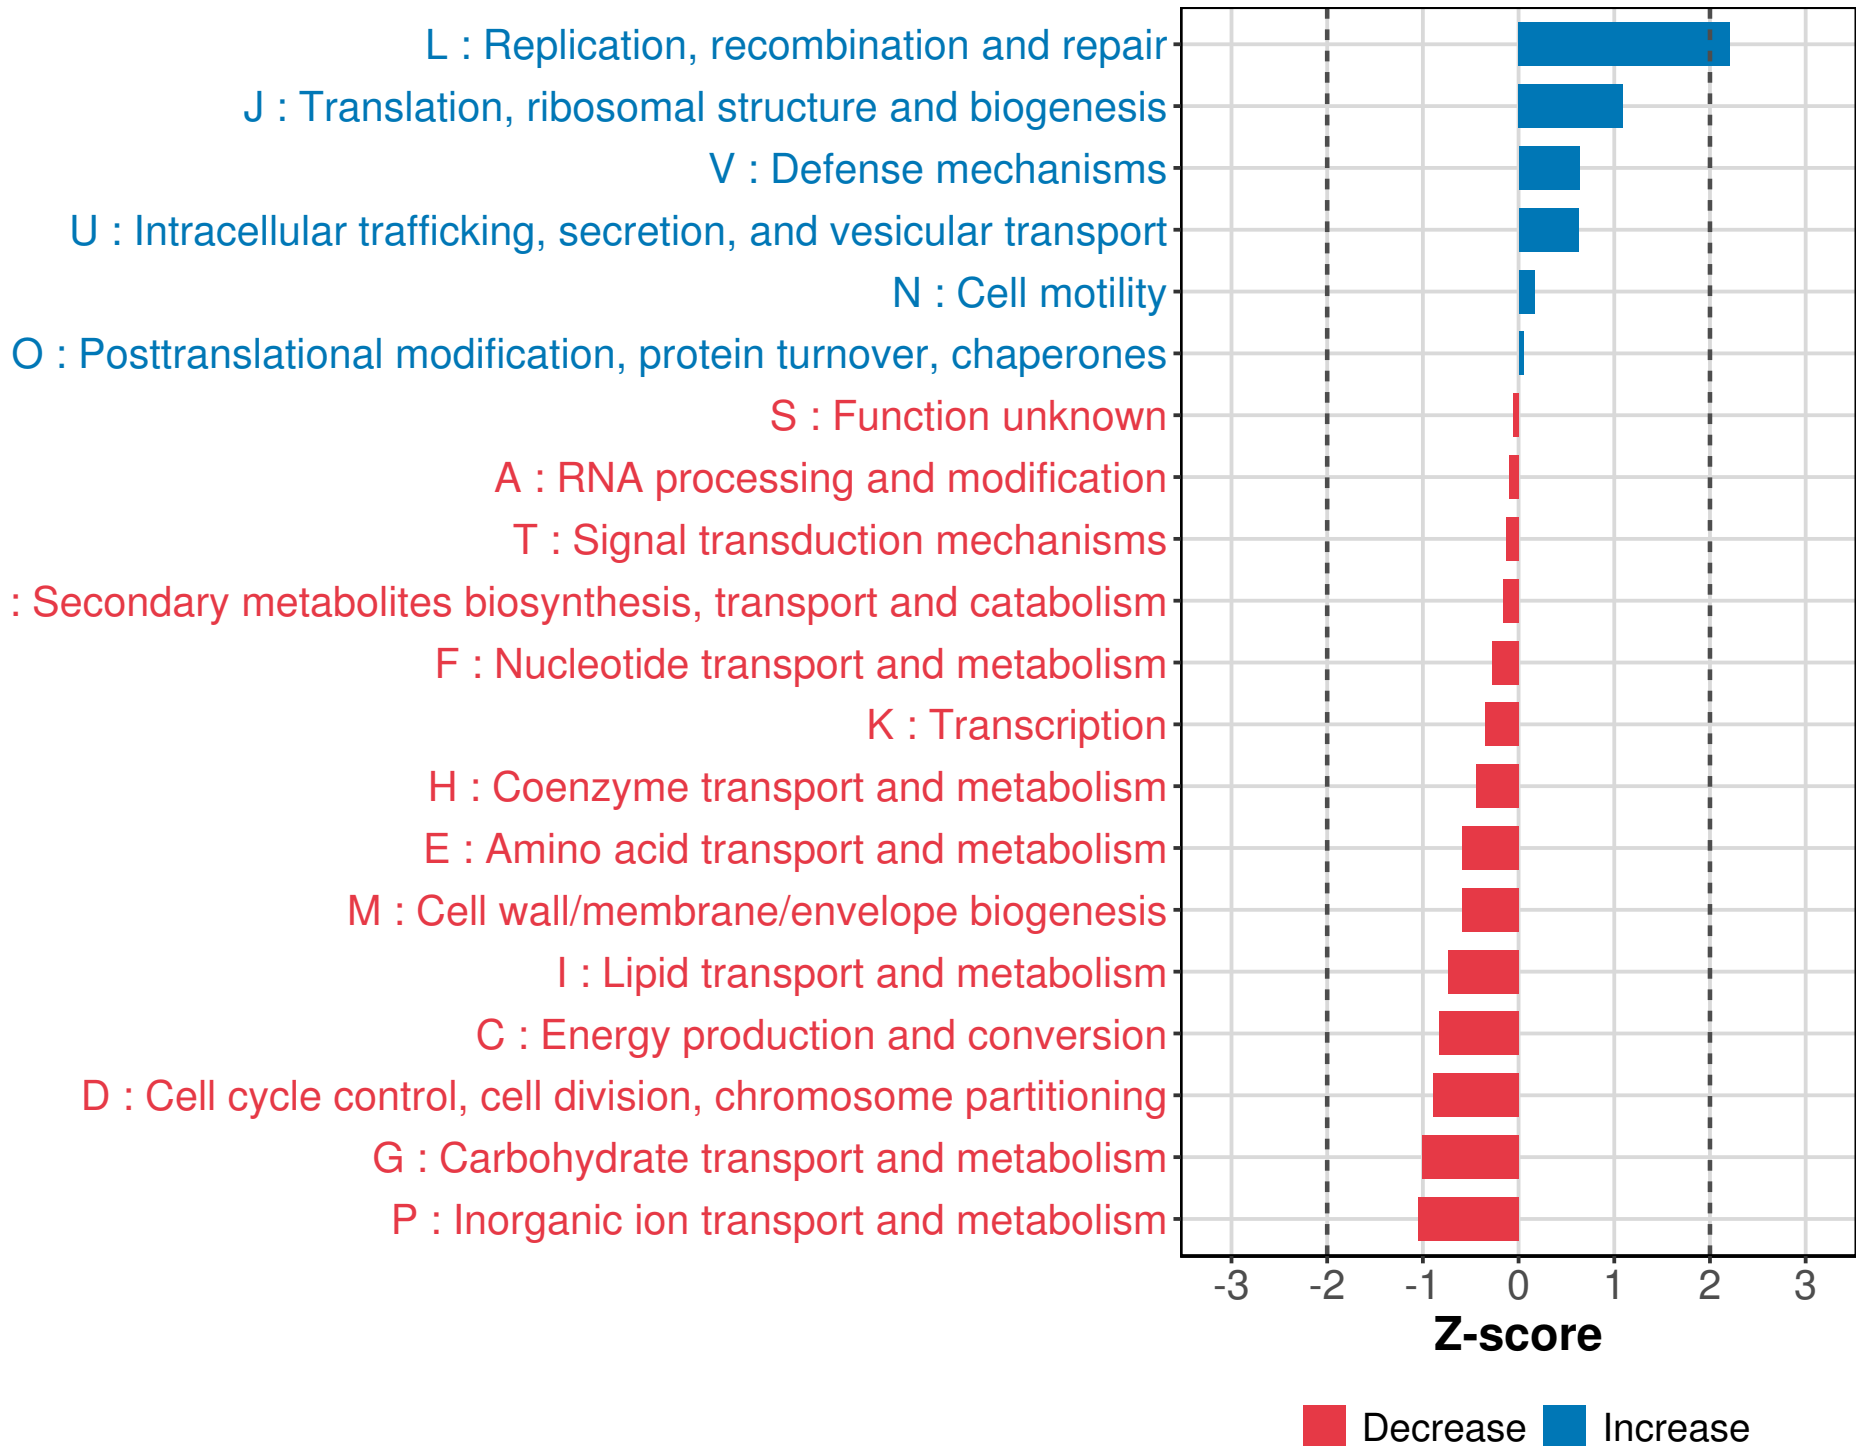 L : Replication, recombination and repair
J : Translation, ribosomal structure and biogenesis
V : Defense mechanisms
U : Intracellular trafficking, secretion, and vesicular transport
N : Cell motility
O : Posttranslational modification, protein turnover, chaperones
S : Function unknown
A : RNA processing and modification
T : Signal transduction mechanisms
: Secondary metabolites biosynthesis, transport and catabolism
F : Nucleotide transport and metabolism
K : Transcription
H : Coenzyme transport and metabolism
E : Amino acid transport and metabolism
M : Cell wall/membrane/envelope biogenesis
I : Lipid transport and metabolism
C : Energy production and conversion
D : Cell cycle control, cell division, chromosome partitioning
G : Carbohydrate transport and metabolism
P : Inorganic ion transport and metabolism
-3 -2 -1 0 1 2 3
Z-score
Decrease Increase